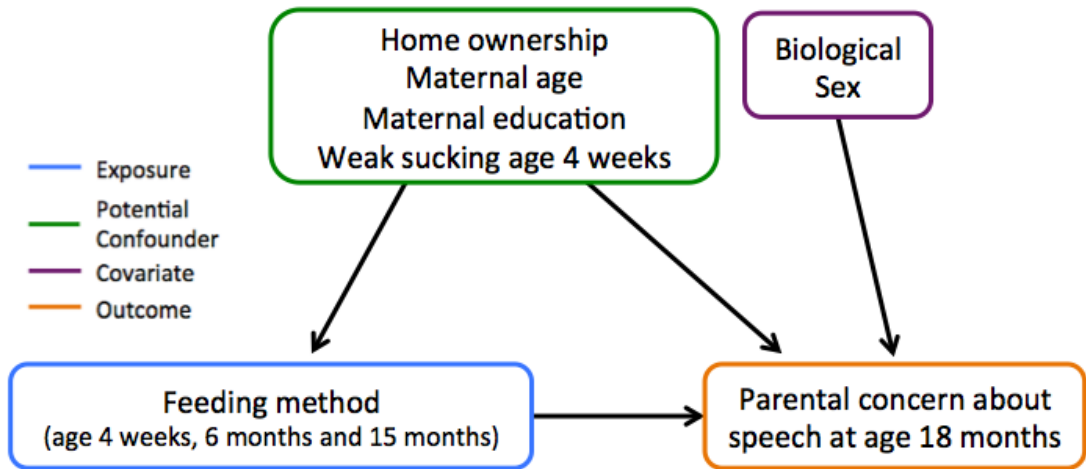 Home ownership
Maternal age
Maternal education
Weak sucking age 4 weeks
Biological
Sex
Exposure
Potential
Confounder
Covariate
Outcome
Feeding method
(age 4 weeks, 6 months and 15 months)
Parental concern about
speech at age 18 months